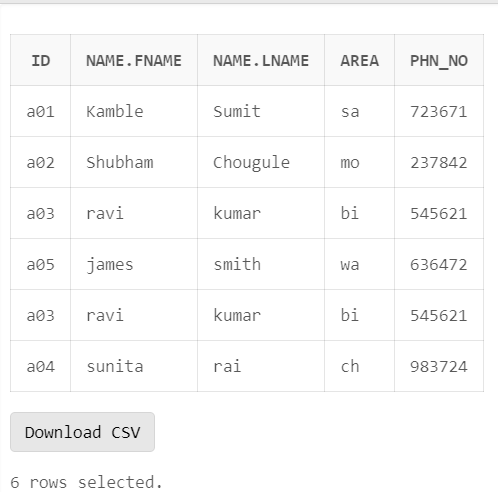 ID NAME.FNAME NAME.LNAME AREA PHN_NO
a01 Kamble Sumit sa 723671
a02 Shubham Chougule mo 237842
a03 ravi kumar bi 545621
a05 james smith wa 636472
a03 ravi kumar bi 545621
a04 sunita rai ch 983724
Download CSV
6 rows selected.